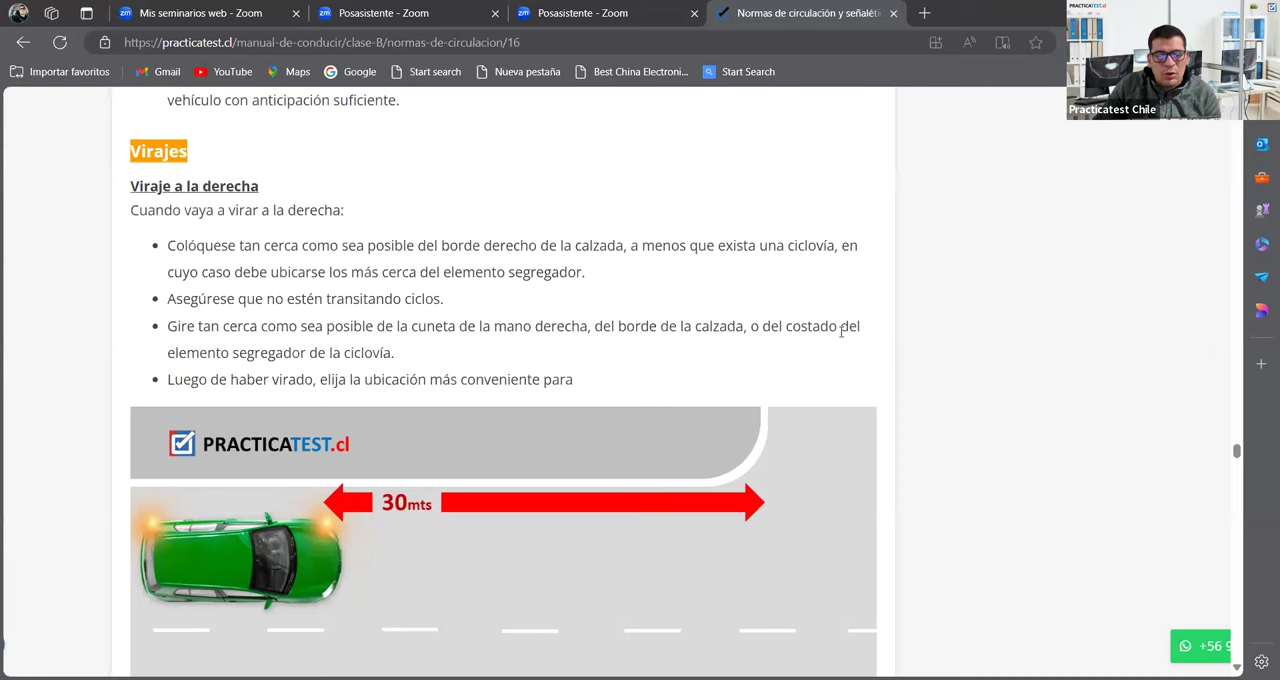 Mis seminarios web - Zoom
Posasistente - Zoom
Posasistente - Zoom
Normas de circulación y señaléti
https://practicatest.cl/manual-de-conducir/clase-B/normas-de-circulacion/16
Importar favoritos
Gmail
YouTube
Maps
Google
Start search
Nueva pestaña
Best China Electroni...
Start Search
PRACTICATEST.cl
Practicatest Chile
vehículo con anticipación suficiente.
Virajes
Viraje a la derecha
Cuando vaya a virar a la derecha:
Colóquese tan cerca como sea posible del borde derecho de la calzada, a menos que exista una ciclovía, en
cuyo caso debe ubicarse los más cerca del elemento segregador.
Asegúrese que no estén transitando ciclos.
Gire tan cerca como sea posible de la cuneta de la mano derecha, del borde de la calzada, o del costado del
elemento segregador de la ciclovía.
Luego de haber virado, elija la ubicación más conveniente para
PRACTICATEST.cl
30mts
+56 9